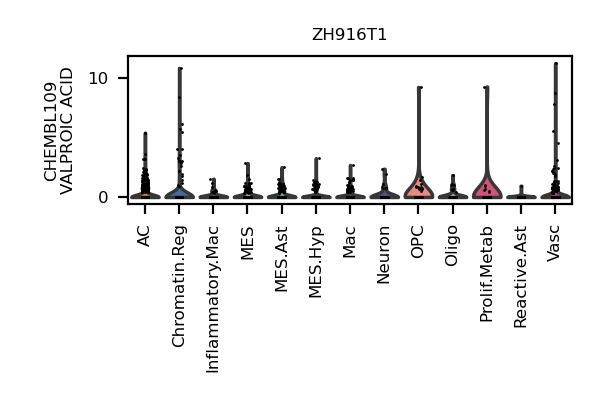 ZH916T1
CHEMBL109
VALPROIC ACID
10
0
AC
Chromatin.Reg
Inflammatory.Mac
MES
MES.Ast
MES.Hyp
Mac
Neuron
OPC
Oligo
Prolif.Metab
Reactive.Ast
Vasc